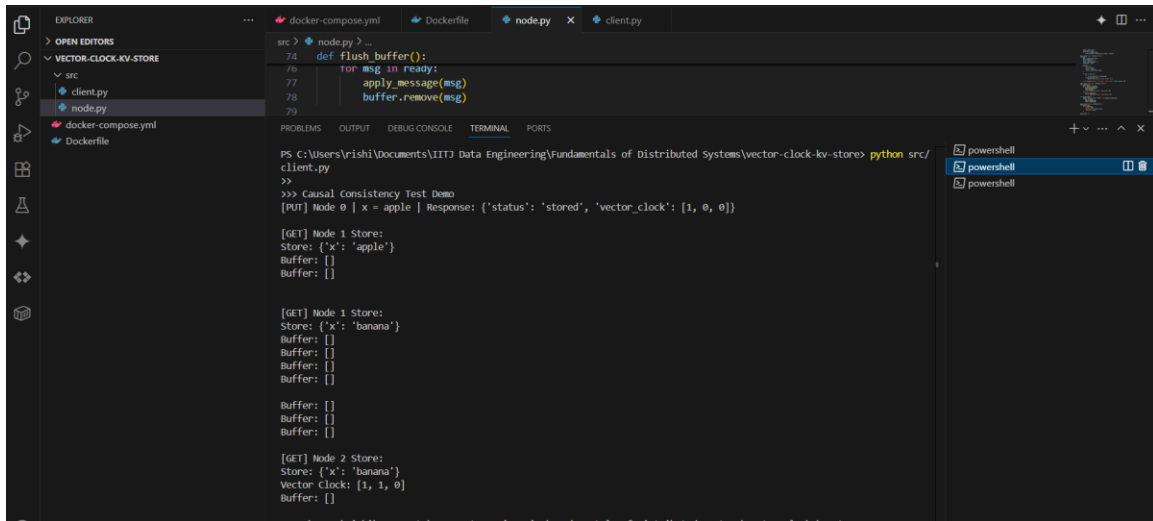 EXPLORER
...
docker-compose.yml
Dockerfile
node.py
client.py
OPEN EDITORS
VECTOR-CLOCK-KV-STORE
src
client.py
node.py
docker-compose.yml
Dockerfile
src > node.py > ...
74 def flush_buffer():
76 for msg in ready:
77 apply_message(msg)
78 buffer.remove(msg)
79
PROBLEMS OUTPUT DEBUG CONSOLE TERMINAL PORTS
PS C:\Users\rishi\Documents\IITJ Data Engineering\Fundamentals of Distributed Systems\vector-clock-kv-store> python src/
client.py
>>
>>> Causal Consistency Test Demo
[PUT] Node 0 | x = apple | Response: {'status': 'stored', 'vector_clock': [1, 0, 0]}
[GET] Node 1 Store:
Store: {'x': 'apple'}
Buffer: []
Buffer: []
[GET] Node 1 Store:
Store: {'x': 'banana'}
Buffer: []
Buffer: []
Buffer: []
Buffer: []
Buffer: []
Buffer: []
Buffer: []
[GET] Node 2 Store:
Store: {'x': 'banana'}
Vector Clock: [1, 1, 0]
Buffer: []
powershell
powershell
powershell